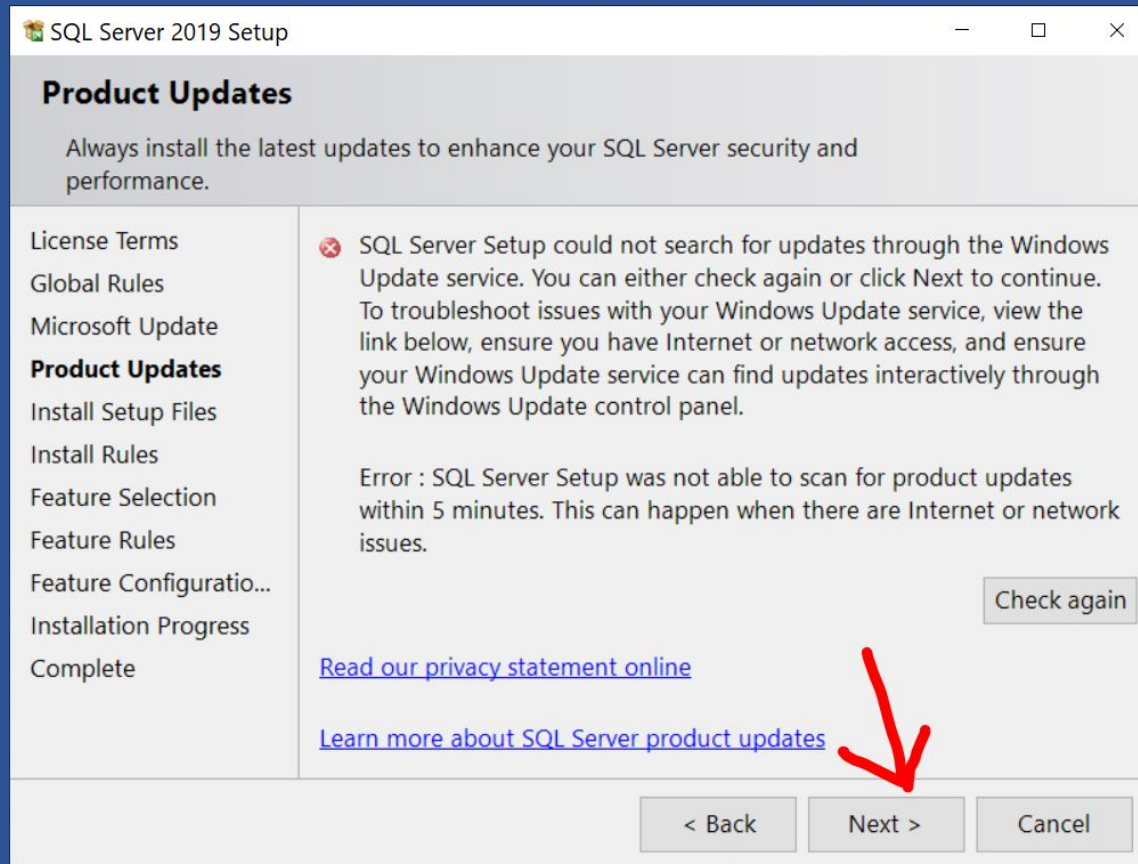 SQL Server 2019 Setup
Product Updates
Always install the latest updates to enhance your SQL Server security and
performance.
License Terms
Global Rules
Microsoft Update
Product Updates
Install Setup Files
Install Rules
Feature Selection
Feature Rules
Feature Configuratio...
Installation Progress
Complete
SQL Server Setup could not search for updates through the Windows
Update service. You can either check again or click Next to continue.
To troubleshoot issues with your Windows Update service, view the
link below, ensure you have Internet or network access, and ensure
your Windows Update service can find updates interactively through
the Windows Update control panel.
Error : SQL Server Setup was not able to scan for product updates
within 5 minutes. This can happen when there are Internet or network
issues.
Check again
Read our privacy statement online
Learn more about SQL Server product updates
< Back
Next >
Cancel